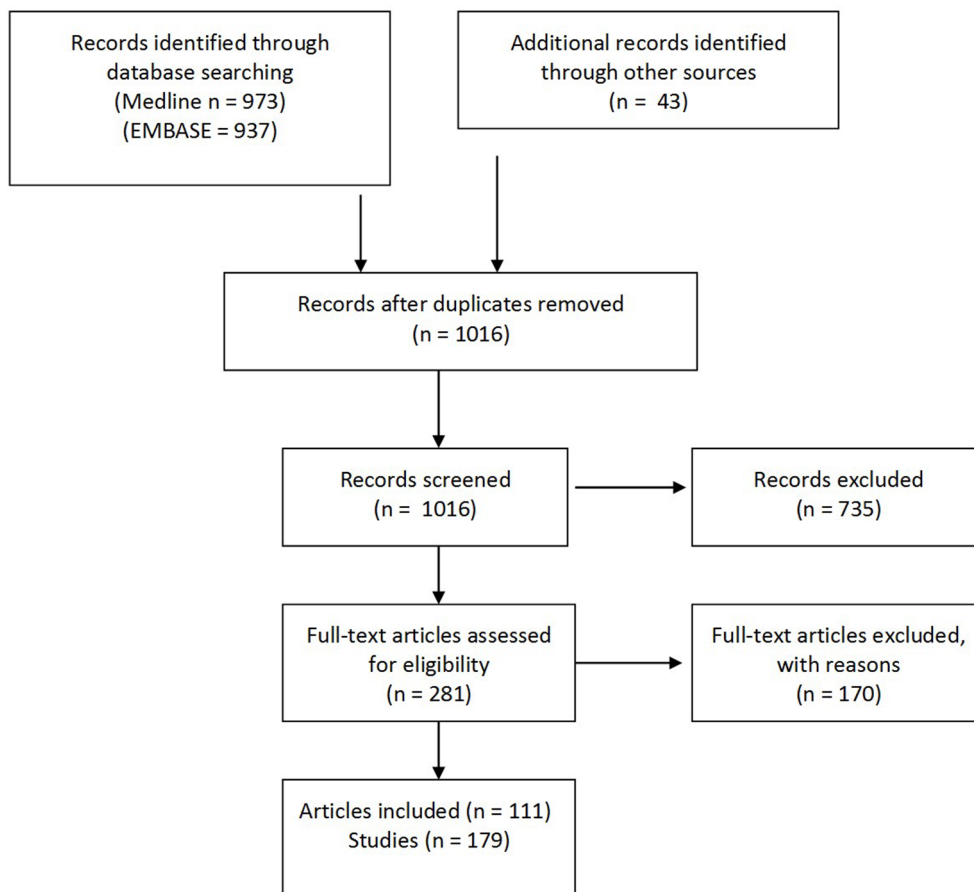 Records identified through
database searching
(Medline n = 973)
(EMBASE = 937)
Additional records identified
through other sources
(n = 43)
Records after duplicates removed
(n = 1016)
Records screened
(n = 1016)
Records excluded
(n = 735)
Full-text articles assessed
for eligibility
(n = 281)
Full-text articles excluded,
with reasons
(n = 170)
Articles included (n = 111)
Studies (n = 179)